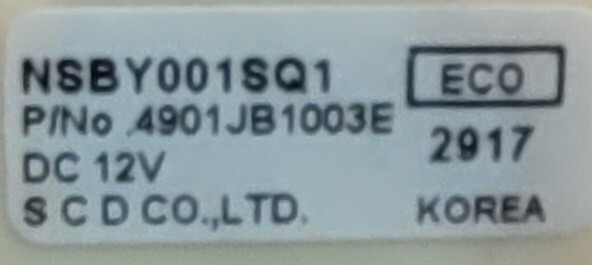 NSBY001SQ1
ECO
P/No .4901JB1003E
2917
DC 12V
S C D CO.,LTD.
KOREA